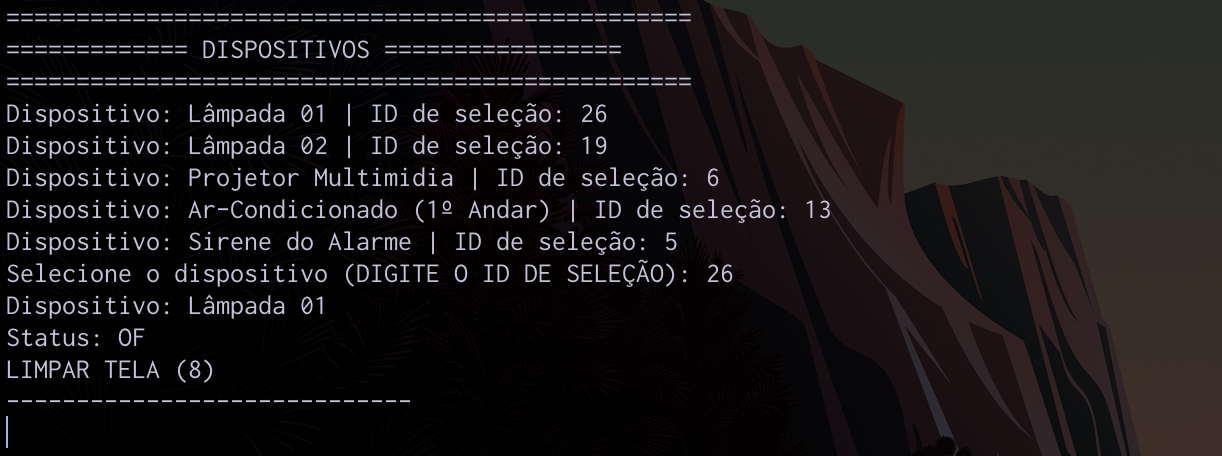 =================================================
============= DISPOSITIVOS =================
=================================================
Dispositivo: Lâmpada 01 | ID de seleção: 26
Dispositivo: Lâmpada 02 | ID de seleção: 19
Dispositivo: Projetor Multimidia | ID de seleção: 6
Dispositivo: Ar-Condicionado (1º Andar) | ID de seleção: 13
Dispositivo: Sirene do Alarme | ID de seleção: 5
Selecione o dispositivo (DIGITE O ID DE SELEÇÃO): 26
Dispositivo: Lâmpada 01
Status: OF
LIMPAR TELA (8)
-----------------------------